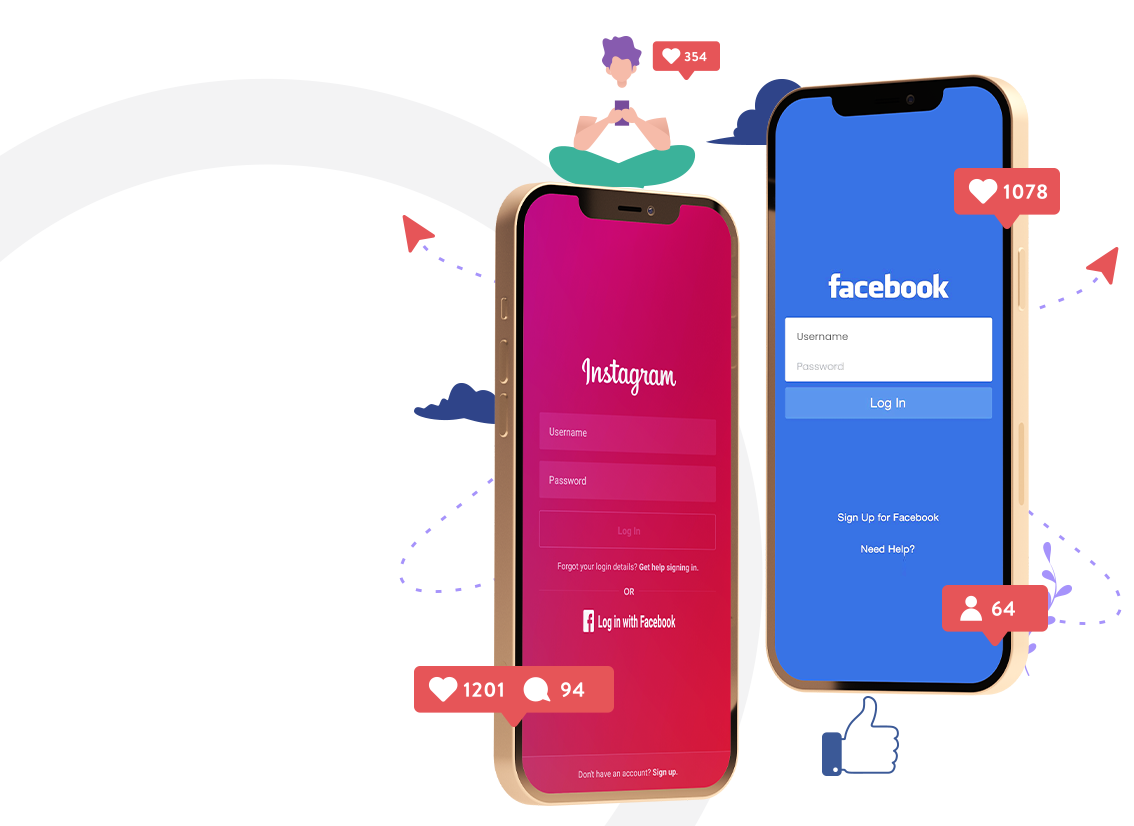 354
1078
facebook
Username
Password
Log In
Sign Up for Facebook
Need Help?
64
Instagram
Username
Password
Log In
Forgot your login details? Get help signing in.
OR
f Log in with Facebook
1201 94
Don't have an account? Sign up.